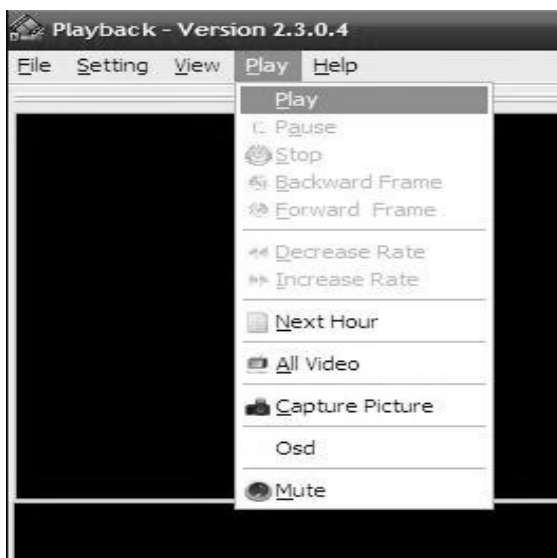 Playback - Version 2.3.0.4
File Setting View Play Help
Play
Pause
Stop
Backward Frame
Forward Frame
Decrease Rate
Increase Rate
Next Hour
All Video
Capture Picture
Osd
Mute